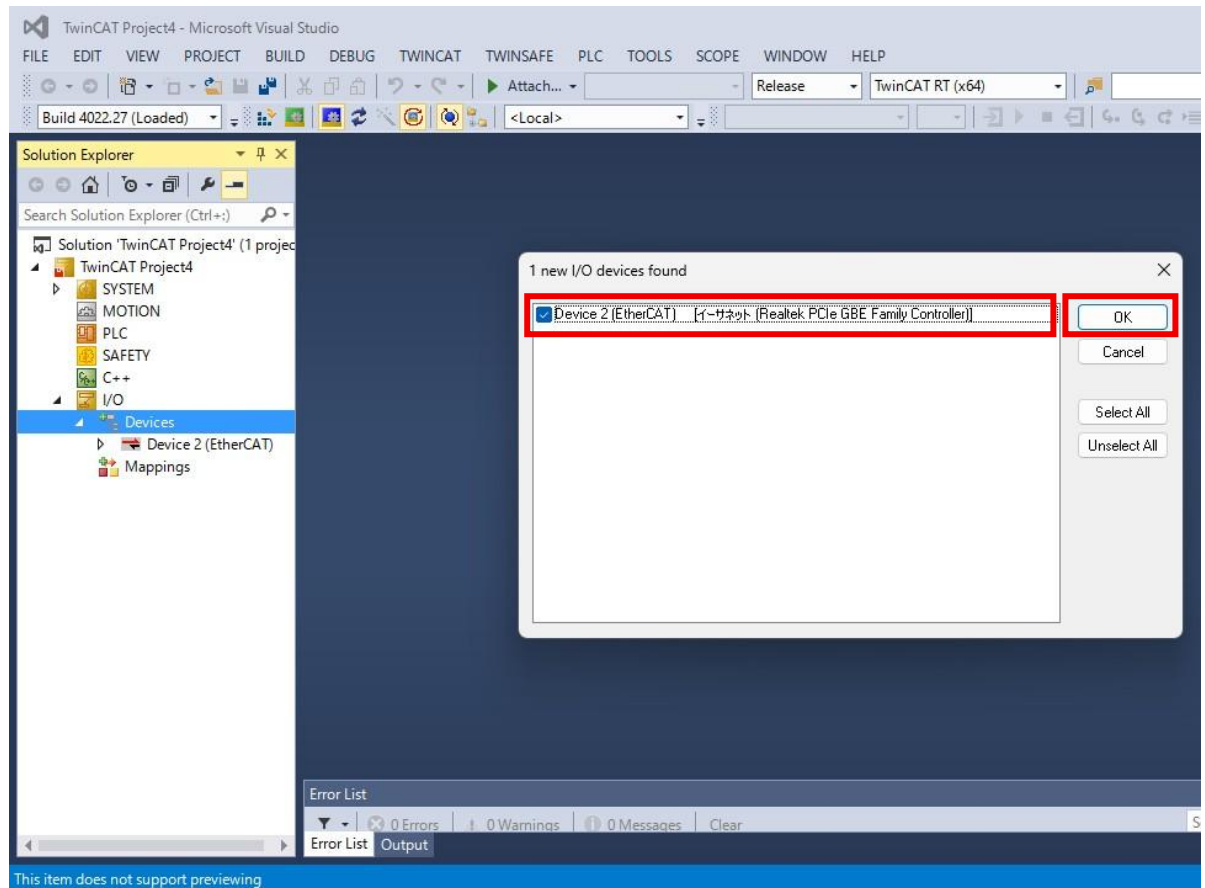 TwinCAT Project4 - Microsoft Visual Studio
FILE EDIT VIEW PROJECT BUILD DEBUG TWINCAT TWINSAFE PLC TOOLS SCOPE WINDOW HELP
Attach... Release TwinCAT RT (x64)
Build 4022.27 (Loaded) <Local>
Solution Explorer
Search Solution Explorer (Ctrl+:)
Solution 'TwinCAT Project4' (1 projec
TwinCAT Project4
SYSTEM
MOTION
PLC
SAFETY
C++
I/O
Devices
Device 2 (EtherCAT)
Mappings
1 new I/O devices found
Device 2 (EtherCAT) [イーサネット (Realtek PCIe GBE Family Controller)]
OK
Cancel
Select All
Unselect All
Error List
0 Errors 0 Warnings 0 Messages Clear
Error List Output
This item does not support previewing